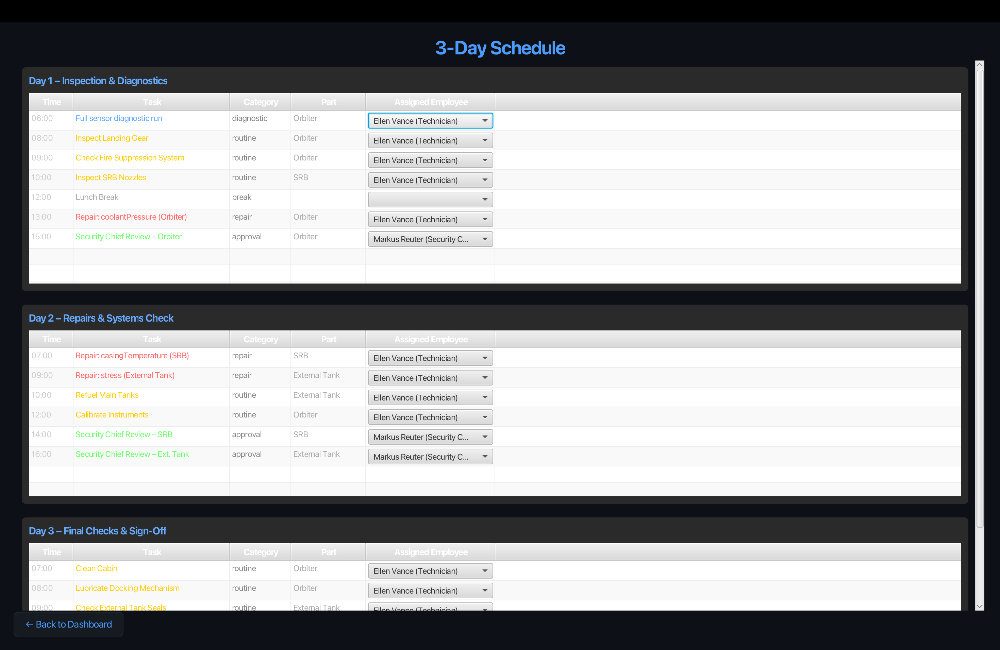 3-Day Schedule
Day 1 – Inspection & Diagnostics
Time Task Category Part Assigned Employee
06:00 Full sensor diagnostic run diagnostic Orbiter Ellen Vance (Technician)
08:00 Inspect Landing Gear routine Orbiter Ellen Vance (Technician)
09:00 Check Fire Suppression System routine Orbiter Ellen Vance (Technician)
10:00 Inspect SRB Nozzles routine SRB Ellen Vance (Technician)
12:00 Lunch Break break
13:00 Repair: coolantPressure (Orbiter) repair Orbiter Ellen Vance (Technician)
15:00 Security Chief Review – Orbiter approval Orbiter Markus Reuter (Security C...
Day 2 – Repairs & Systems Check
Time Task Category Part Assigned Employee
07:00 Repair: casingTemperature (SRB) repair SRB Ellen Vance (Technician)
09:00 Repair: stress (External Tank) repair External Tank Ellen Vance (Technician)
10:00 Refuel Main Tanks routine External Tank Ellen Vance (Technician)
12:00 Calibrate Instruments routine Orbiter Ellen Vance (Technician)
14:00 Security Chief Review – SRB approval SRB Markus Reuter (Security C...
16:00 Security Chief Review – Ext. Tank approval External Tank Markus Reuter (Security C...
Day 3 – Final Checks & Sign-Off
Time Task Category Part Assigned Employee
07:00 Clean Cabin routine Orbiter Ellen Vance (Technician)
08:00 Lubricate Docking Mechanism routine Orbiter Ellen Vance (Technician)
09:00 Check External Tank Seals routine External Tank Ellen Vance (Technician)
← Back to Dashboard